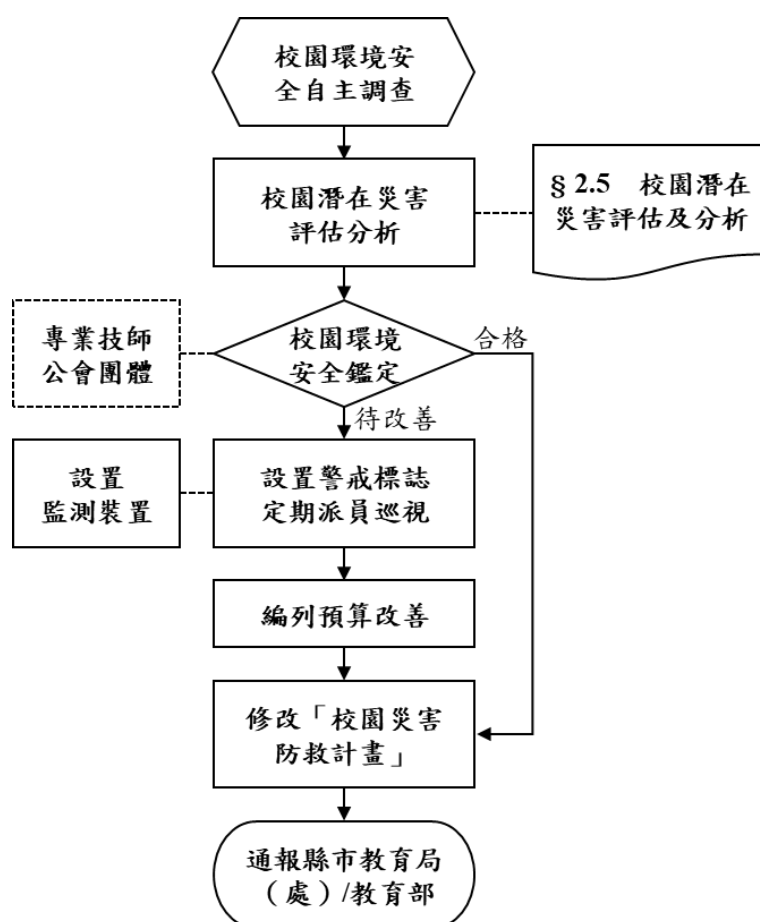 校園環境安
全自主調查
校園潛在災害
評估分析
§ 2.5 校園潛在
災害評估及分析
專業技師
公會團體
校園環境
安全鑑定
合格
待改善
設置
監測裝置
設置警戒標誌
定期派員巡視
編列預算改善
修改「校園災害
防救計畫」
通報縣市教育局
（處）/教育部